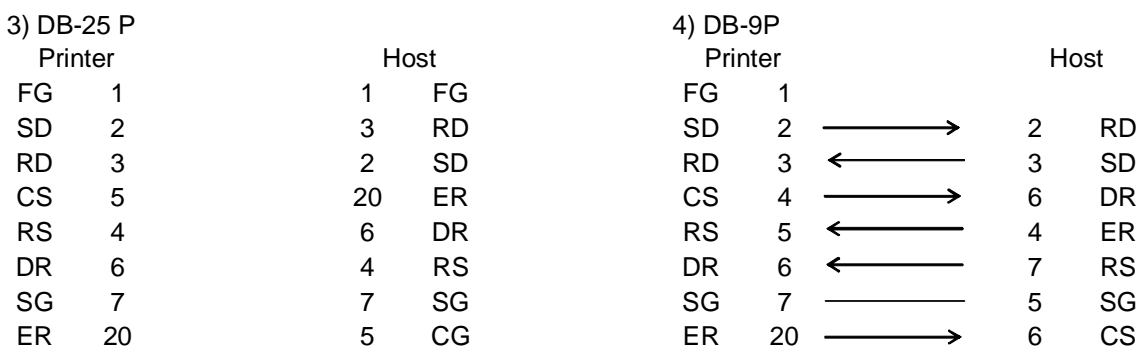 3) DB-25 P 4) DB-9P
Printer Host Printer Host
FG 1 1 FG FG 1
SD 2 3 RD SD 2 2 RD
RD 3 2 SD RD 3 3 SD
CS 5 20 ER CS 4 6 DR
RS 4 6 DR RS 5 4 ER
DR 6 4 RS DR 6 7 RS
SG 7 7 SG SG 7 5 SG
ER 20 5 CG ER 20 6 CS